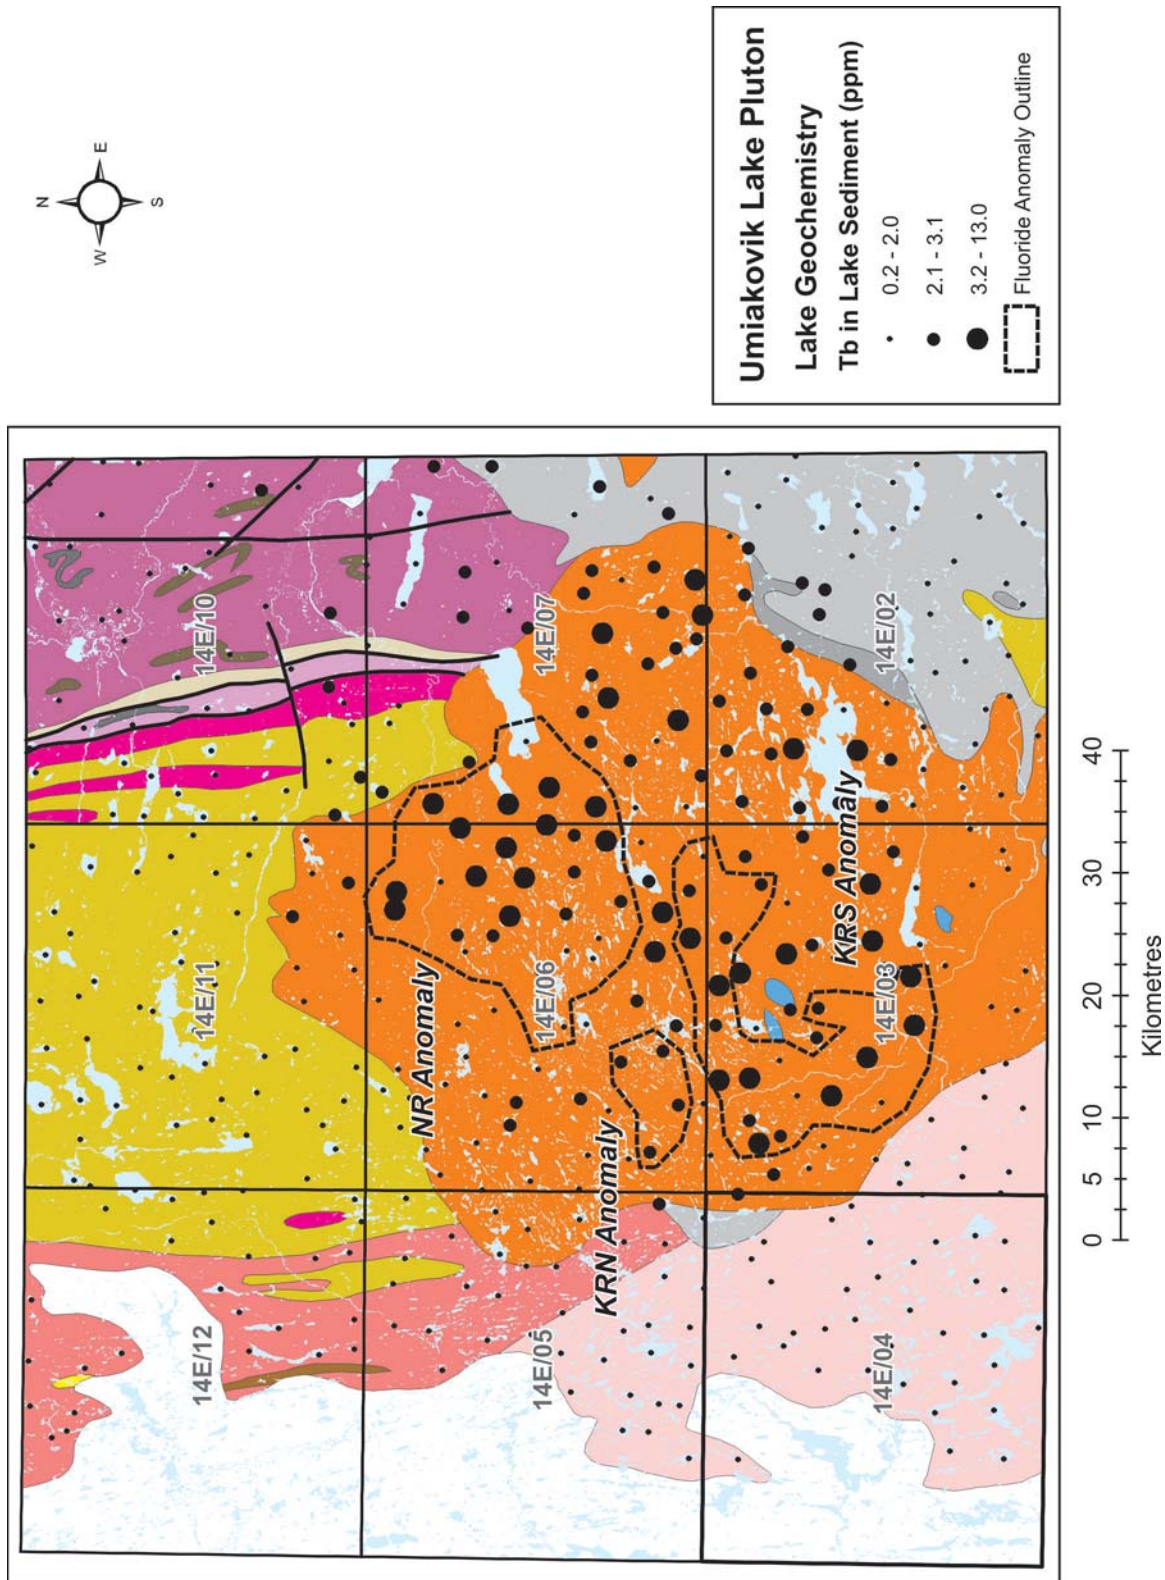 N
W
E
S
Umiakovik Lake Pluton
Lake Geochemistry
Tb in Lake Sediment (ppm)
0.2 - 2.0
2.1 - 3.1
3.2 - 13.0
Fluoride Anomaly Outline
14E/12
14E/11
14E/10
NR Anomaly
14E/05
14E/06
14E/07
KRN Anomaly
KRS Anomaly
14E/04
14E/03
14E/02
0 5 10 20 30 40
Kilometres